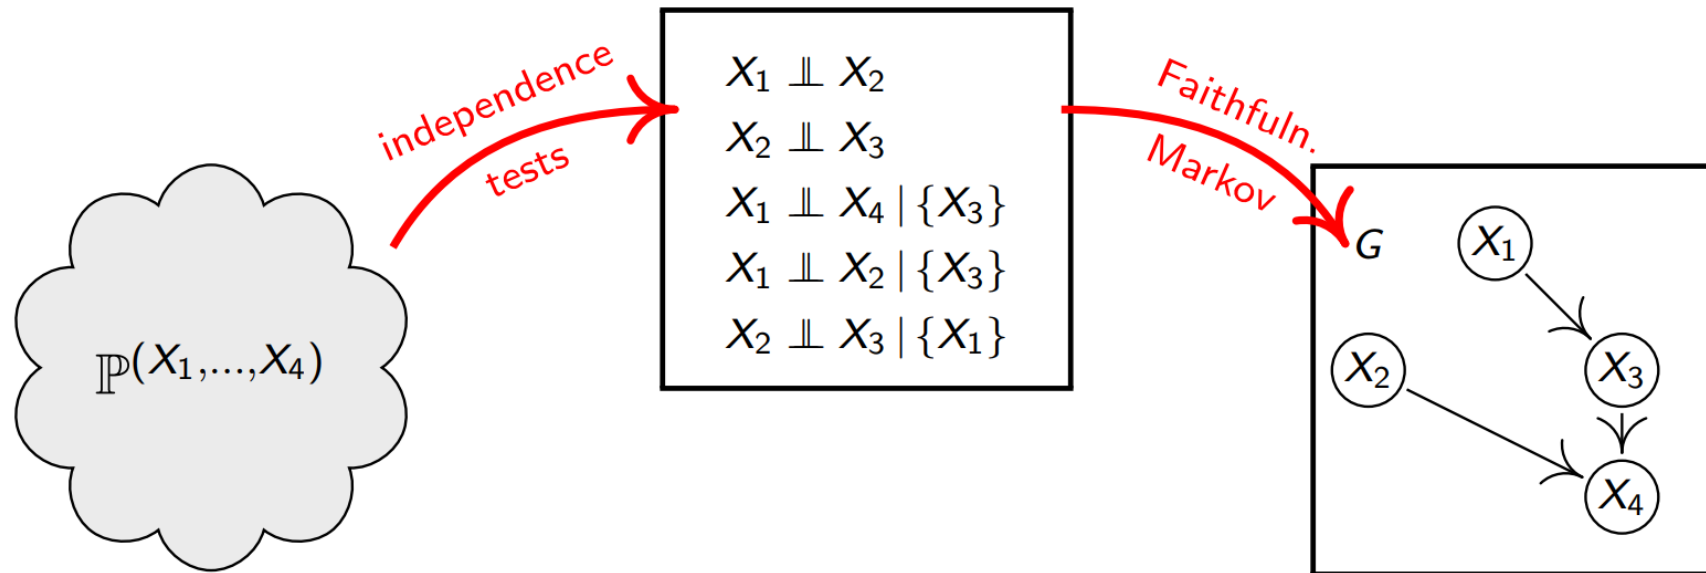 ℙ(X₁,...,X₄)
independence
tests
X₁ ⫫ X₂
X₂ ⫫ X₃
X₁ ⫫ X₄ | {X₃}
X₁ ⫫ X₂ | {X₃}
X₂ ⫫ X₃ | {X₁}
Faithfuln.
Markov
G
X₁
X₂
X₃
X₄